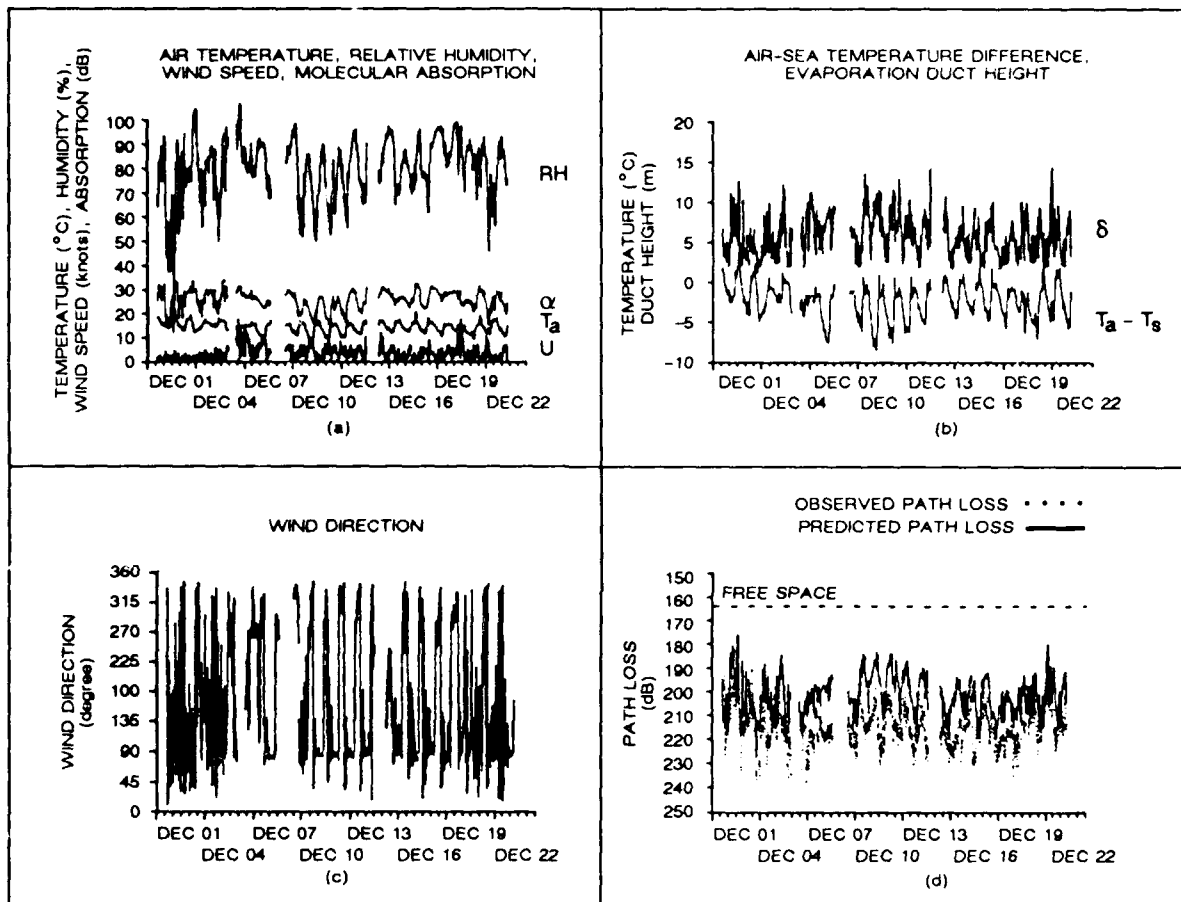 AIR TEMPERATURE, RELATIVE HUMIDITY,
WIND SPEED, MOLECULAR ABSORPTION
TEMPERATURE (°C), HUMIDITY (%),
WIND SPEED (knots), ABSORPTION (dB)
100
90
80
70
60
50
40
30
20
10
0
RH
α
Ta
U
DEC 01 DEC 07 DEC 13 DEC 19
DEC 04 DEC 10 DEC 16 DEC 22
(a)
AIR-SEA TEMPERATURE DIFFERENCE,
EVAPORATION DUCT HEIGHT
TEMPERATURE (°C)
DUCT HEIGHT (m)
20
15
10
5
0
-5
-10
δ
Ta - Ts
DEC 01 DEC 07 DEC 13 DEC 19
DEC 04 DEC 10 DEC 16 DEC 22
(b)
WIND DIRECTION
WIND DIRECTION
(degree)
360
315
270
225
100
135
90
45
0
DEC 01 DEC 07 DEC 13 DEC 19
DEC 04 DEC 10 DEC 16 DEC 22
(c)
OBSERVED PATH LOSS
PREDICTED PATH LOSS
FREE SPACE
PATH LOSS
(dB)
150
160
150
190
200
210
220
230
240
250
DEC 01 DEC 07 DEC 13 DEC 19
DEC 04 DEC 10 DEC 16 DEC 22
(d)